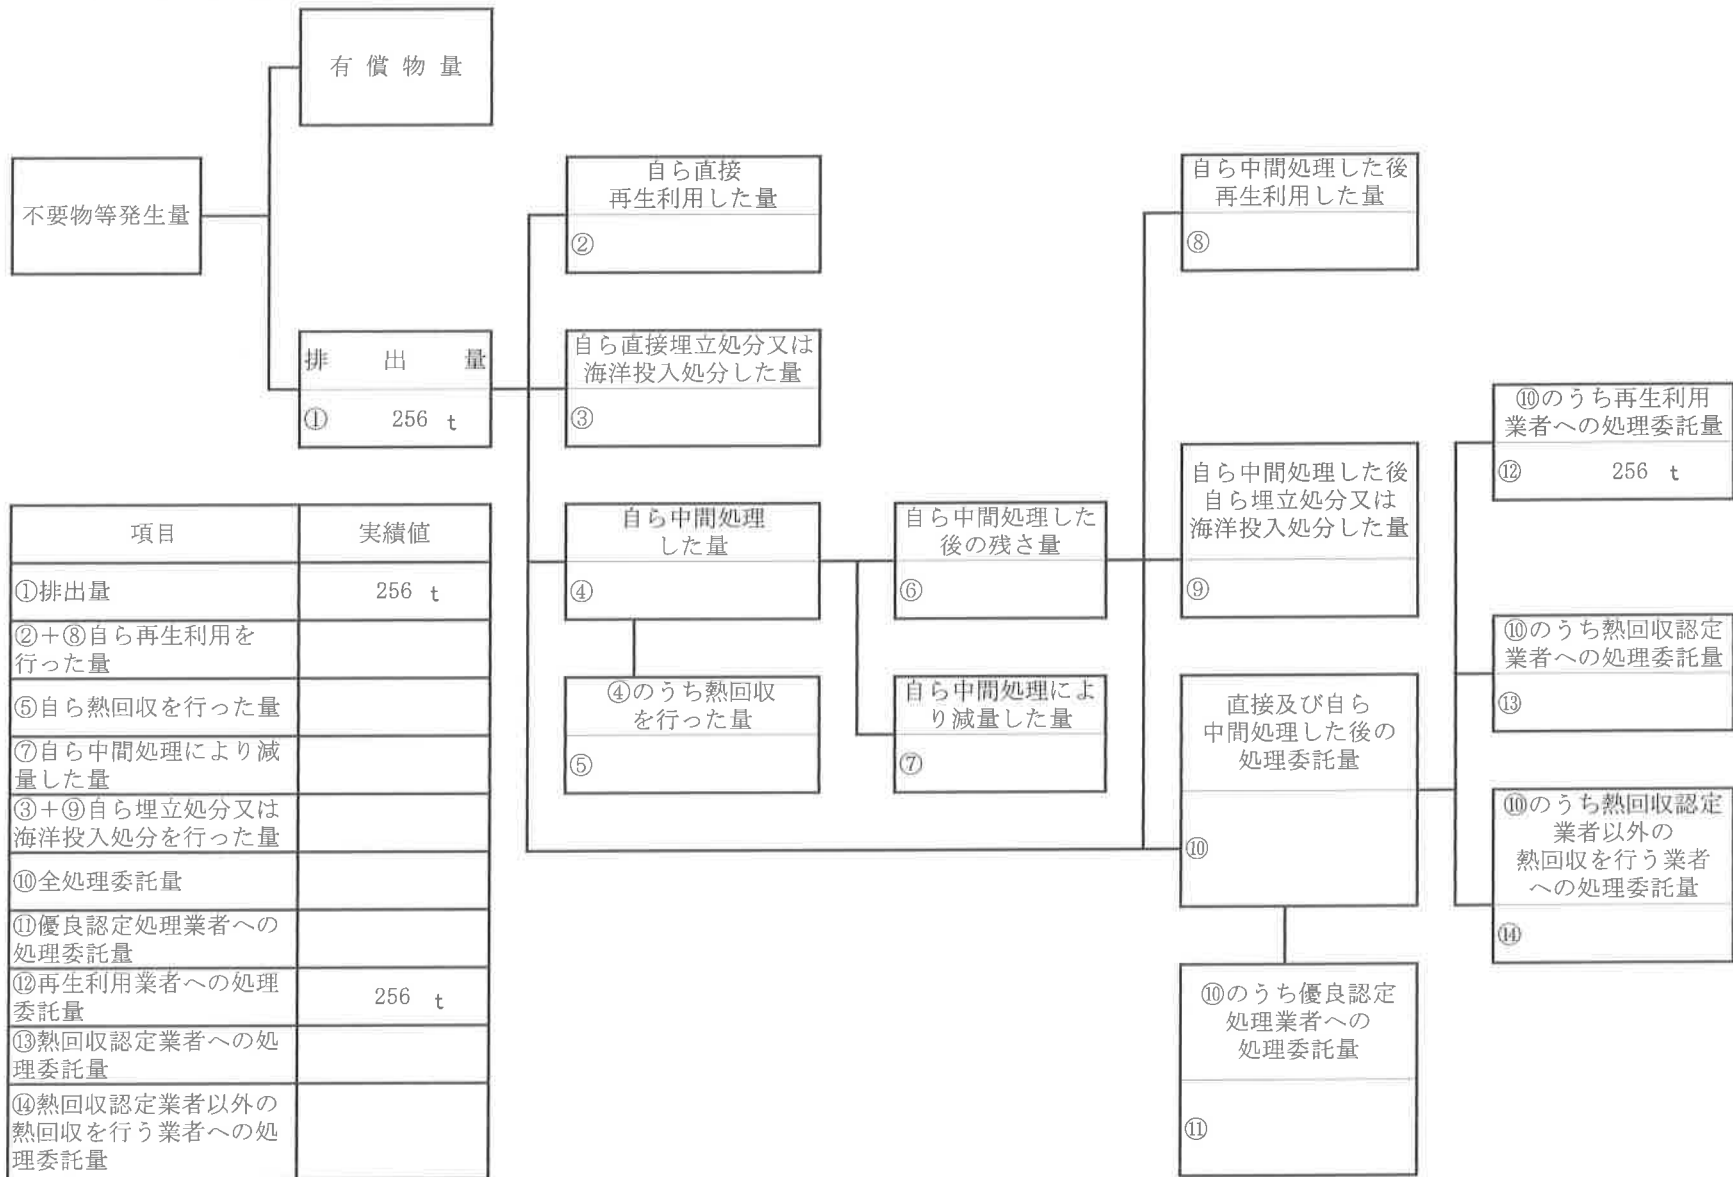 有償物量
不要物等発生量
排出量
① 256 t
自ら直接
再生利用した量
②
自ら直接埋立処分又は
海洋投入処分した量
③
自ら中間処理
した量
④
④のうち熱回収
を行った量
⑤
自ら中間処理した
後の残さ量
⑥
自ら中間処理によ
り減量した量
⑦
自ら中間処理した後
再生利用した量
⑧
自ら中間処理した後
自ら埋立処分又は
海洋投入処分した量
⑨
直接及び自ら
中間処理した後の
処理委託量
⑩
⑩のうち優良認定
処理業者への
処理委託量
⑪
⑩のうち再生利用
業者への処理委託量
⑫ 256 t
⑩のうち熱回収認定
業者への処理委託量
⑬
⑩のうち熱回収認定
業者以外の
熱回収を行う業者
への処理委託量
⑭
項目 実績値
①排出量 256 t
②+⑧自ら再生利用を
行った量
⑤自ら熱回収を行った量
⑦自ら中間処理により減
量した量
③+⑨自ら埋立処分又は
海洋投入処分を行った量
⑩全処理委託量
⑪優良認定処理業者への
処理委託量
⑫再生利用業者への処理
委託量 256 t
⑬熱回収認定業者への処
理委託量
⑭熱回収認定業者以外の
熱回収を行う業者への処
理委託量